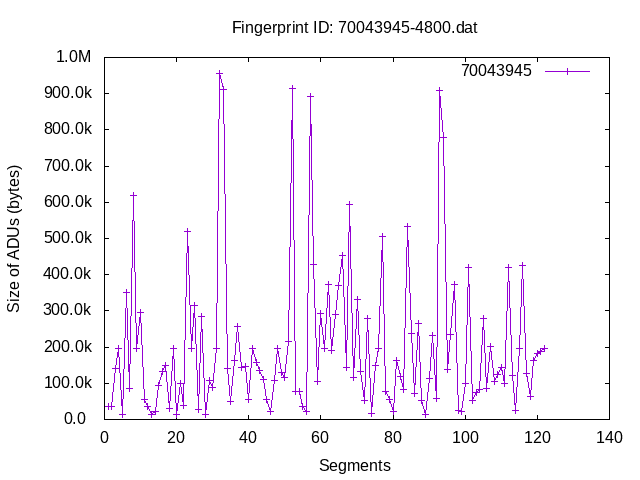 Fingerprint ID: 70043945-4800.dat
1.0M
70043945
900.0k
800.0k
700.0k
600.0k
500.0k
400.0k
300.0k
200.0k
100.0k
0.0
Size of ADUs (bytes)
0 20 40 60 80 100 120 140
Segments